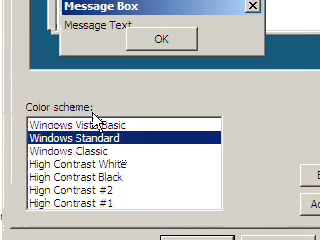 Message Box
Message Text
OK
Color scheme:
Windows Vista Basic
Windows Standard
Windows Classic
High Contrast White
High Contrast Black
High Contrast #2
High Contrast #1